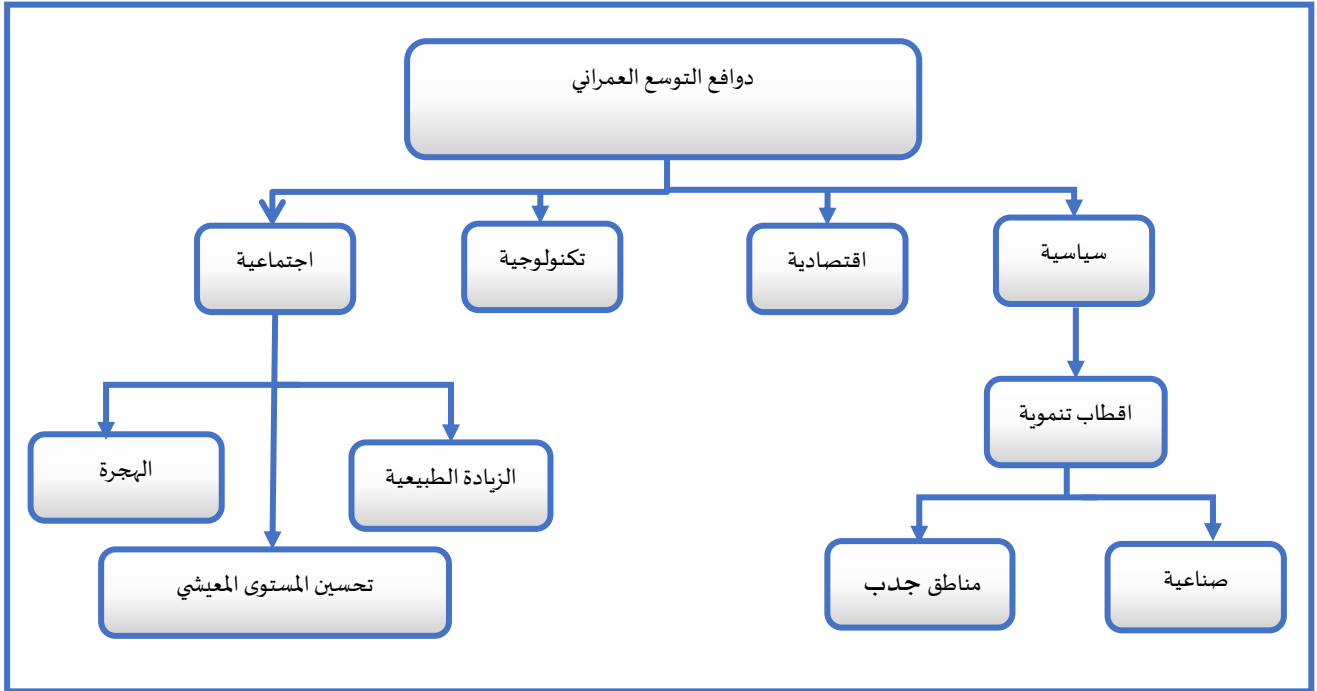 دوافع التوسع العمراني
سياسية
اقتصادية
تكنولوجية
اجتماعية
اقطاب تنموية
الزيادة الطبيعية
الهجرة
صناعية
مناطق جدب
تحسين المستوى المعيشي